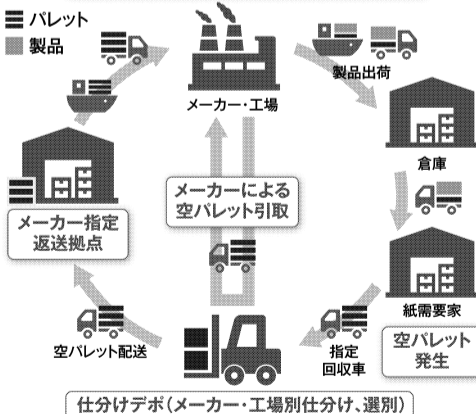 パレット
製品
メーカー・工場
製品出荷
倉庫
メーカーによる
空パレット引取
メーカー指定
返送拠点
紙需要家
空パレット
発生
指定
回収車
空パレット配送
仕分けデポ(メーカー・工場別仕分け、選別)